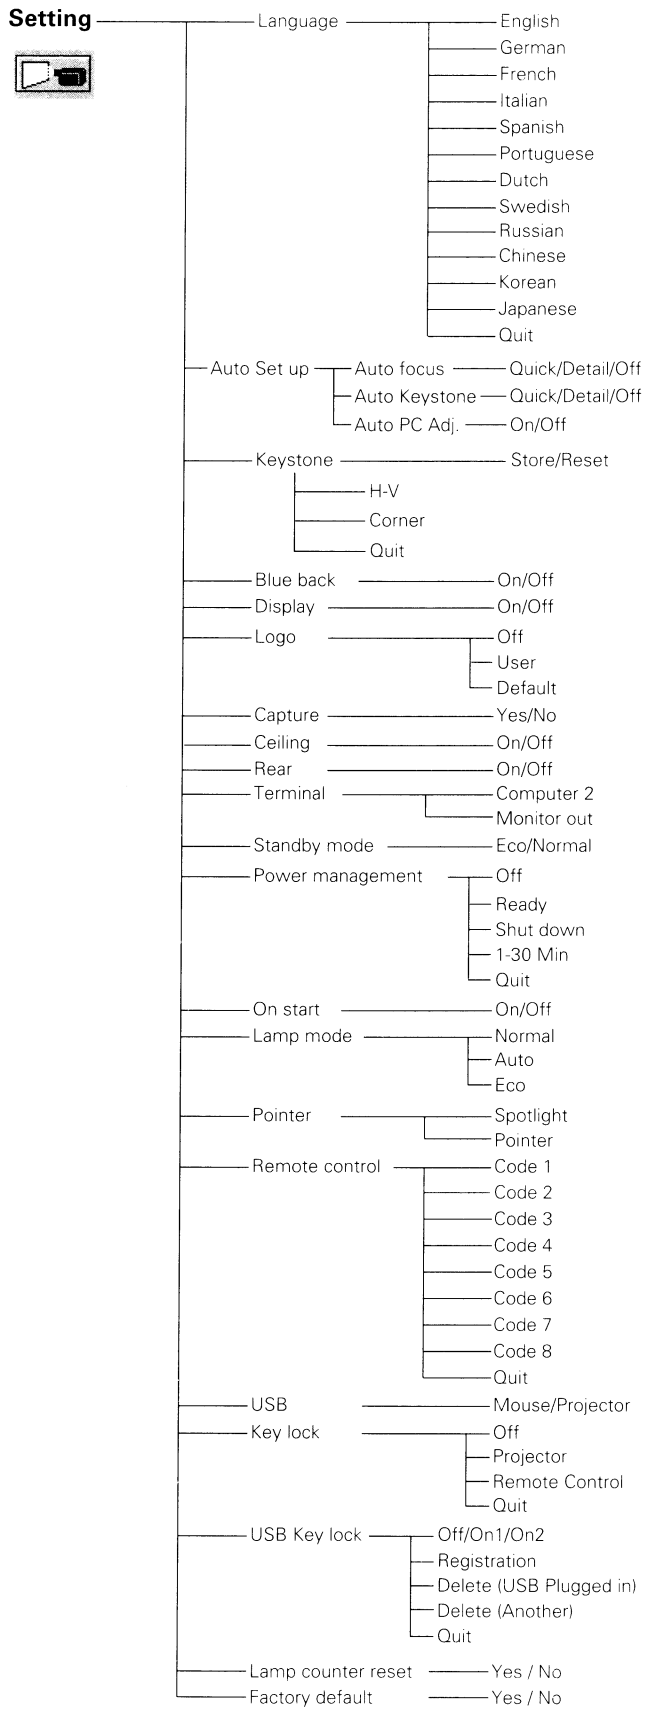 Setting Language English
German
French
Italian
Spanish
Portuguese
Dutch
Swedish
Russian
Chinese
Korean
Japanese
Quit
Auto Set up Auto focus Quick/Detail/Off
Auto Keystone Quick/Detail/Off
Auto PC Adj. On/Off
Keystone Store/Reset
H-V
Corner
Quit
Blue back On/Off
Display On/Off
Logo Off
User
Default
Capture Yes/No
Ceiling On/Off
Rear On/Off
Terminal Computer 2
Monitor out
Standby mode Eco/Normal
Power management Off
Ready
Shut down
1-30 Min
Quit
On start On/Off
Lamp mode Normal
Auto
Eco
Pointer Spotlight
Pointer
Remote control Code 1
Code 2
Code 3
Code 4
Code 5
Code 6
Code 7
Code 8
Quit
USB Mouse/Projector
Key lock Off
Projector
Remote Control
Quit
USB Key lock Off/On1/On2
Registration
Delete (USB Plugged in)
Delete (Another)
Quit
Lamp counter reset Yes / No
Factory default Yes / No